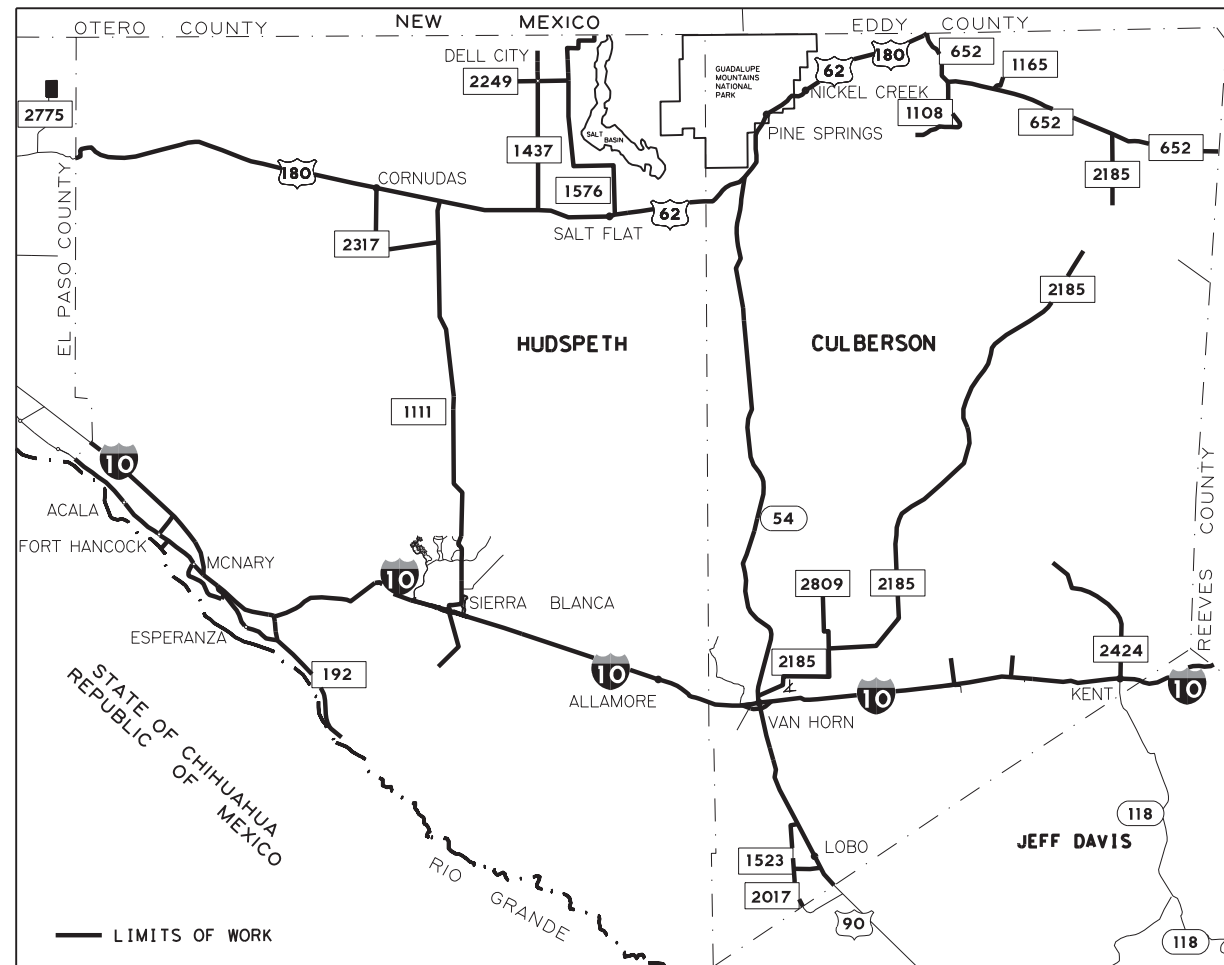 OTERO COUNTY
NEW MEXICO
EDDY COUNTY
DELL CITY
2249
2775
GUADALUPE
MOUNTAINS
NATIONAL
PARK
62
180
652
1165
NICKEL CREEK
1108
652
PINE SPRINGS
652
2185
1437
SALT
BASIN
180
CORNUDAS
1576
62
SALT FLAT
2317
EL PASO COUNTY
HUDSPETH
CULBERSON
2185
1111
10
ACALA
FORT HANCOCK
MCNARY
54
REEVES COUNTY
10
SIERRA BLANCA
2809
2185
ESPERANZA
192
2185
2424
10
ALLAMORE
10
KENT
10
VAN HORN
STATE OF CHIHUAHUA
REPUBLIC OF MEXICO
118
JEFF DAVIS
LOBO
1523
2017
90
RIO GRANDE
118
LIMITS OF WORK